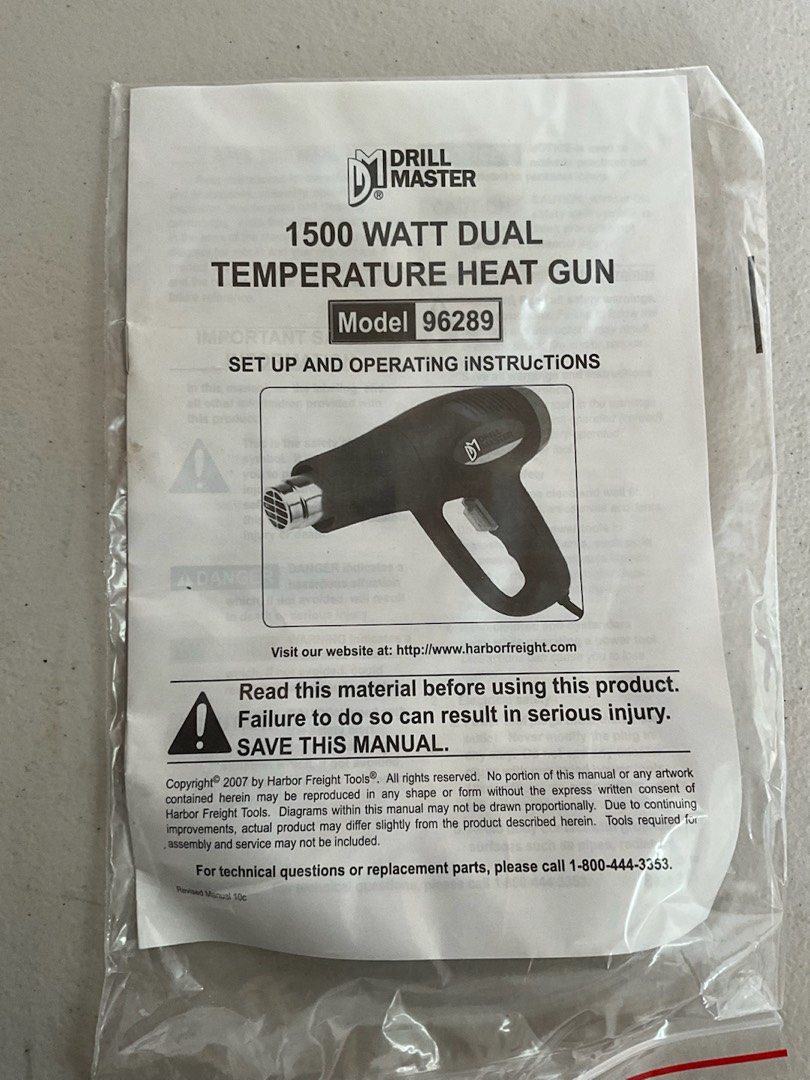 DM® DRILL
MASTER
1500 WATT DUAL
TEMPERATURE HEAT GUN
Model 96289
SET UP AND OPERATiNG iNSTRUcTiONS
DM
Visit our website at: http://www.harborfreight.com
Read this material before using this product.
Failure to do so can result in serious injury.
SAVE THiS MANUAL.
Copyright© 2007 by Harbor Freight Tools®. All rights reserved. No portion of this manual or any artwork
contained herein may be reproduced in any shape or form without the express written consent of
Harbor Freight Tools. Diagrams within this manual may not be drawn proportionally. Due to continuing
improvements, actual product may differ slightly from the product described herein. Tools required for
assembly and service may not be included.
For technical questions or replacement parts, please call 1-800-444-3353.
Revised Manual 10c